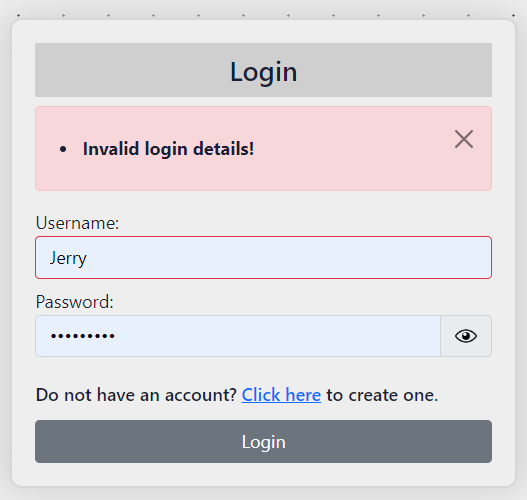 Login
• Invalid login details!
Username:
Jerry
Password:
•••••••••
Do not have an account? Click here to create one.
Login